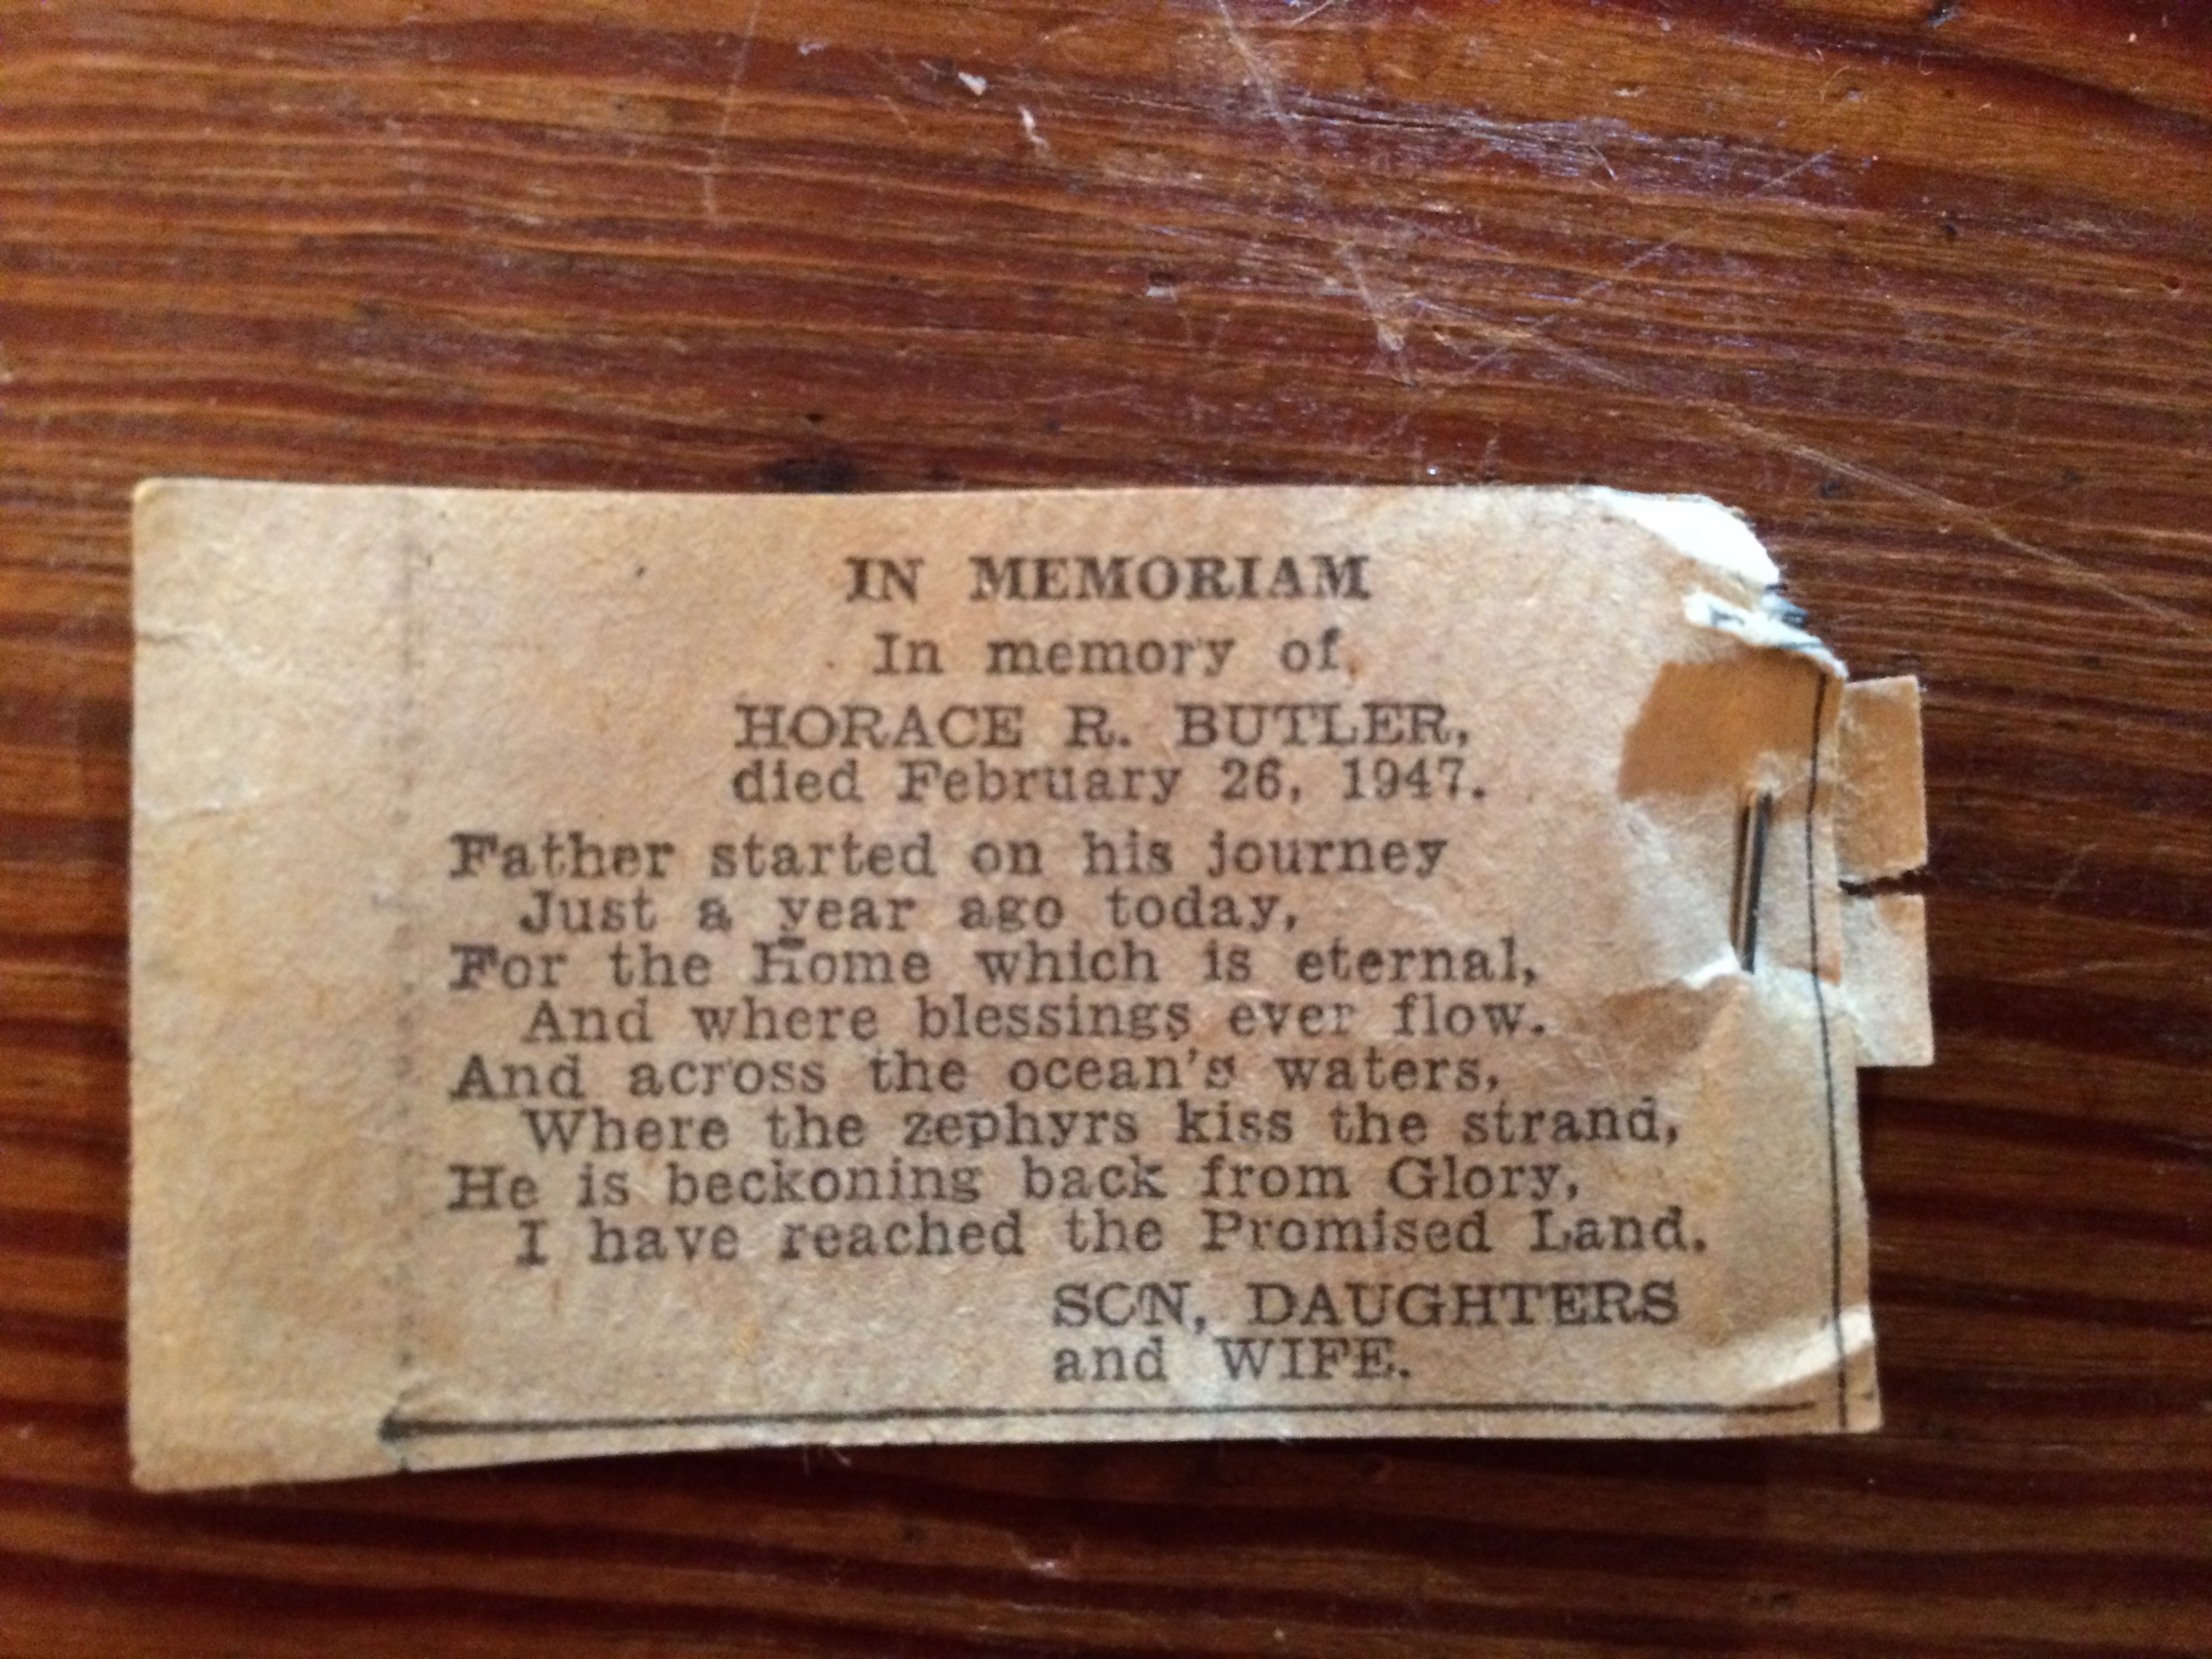 IN MEMORIAM
In memory of
HORACE R. BUTLER,
died February 26, 1947.
Father started on his journey
Just a year ago today,
For the Home which is eternal,
And where blessings ever flow.
And across the ocean's waters,
Where the zephyrs kiss the strand,
He is beckoning back from Glory,
I have reached the Promised Land.
SON, DAUGHTERS
and WIFE.